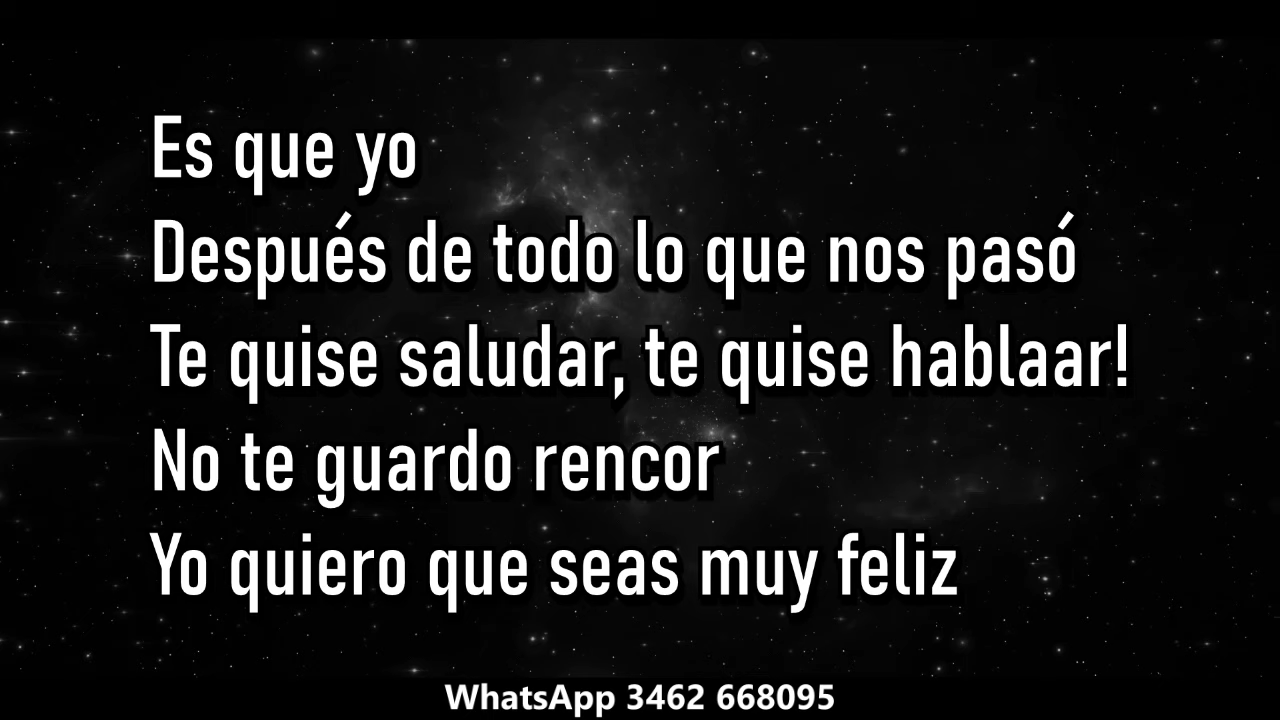 Es que yo
Después de todo lo que nos pasó
Te quise saludar, te quise hablaar!
No te guardo rencor
Yo quiero que seas muy feliz
WhatsApp 3462 668095